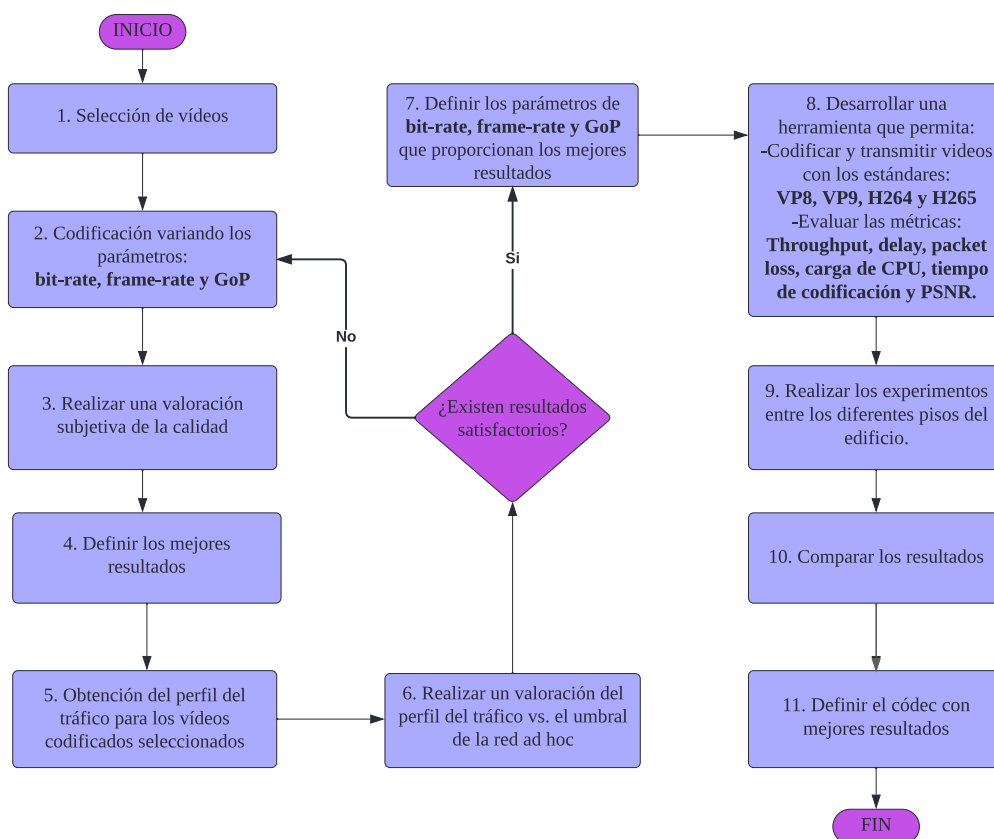 INICIO
1. Selección de vídeos
2. Codificación variando los
parámetros:
bit-rate, frame-rate y GoP
3. Realizar una valoración
subjetiva de la calidad
4. Definir los mejores
resultados
5. Obtención del perfil del
tráfico para los vídeos
codificados seleccionados
6. Realizar un valoración del
perfil del tráfico vs. el umbral
de la red ad hoc
¿Existen resultados
satisfactorios?
No
Si
7. Definir los parámetros de
bit-rate, frame-rate y GoP
que proporcionan los mejores
resultados
8. Desarrollar una
herramienta que permita:
-Codificar y transmitir videos
con los estándares:
VP8, VP9, H264 y H265
-Evaluar las métricas:
Throughput, delay, packet
loss, carga de CPU, tiempo
de codificación y PSNR.
9. Realizar los experimentos
entre los diferentes pisos del
edificio.
10. Comparar los resultados
11. Definir el códec con
mejores resultados
FIN